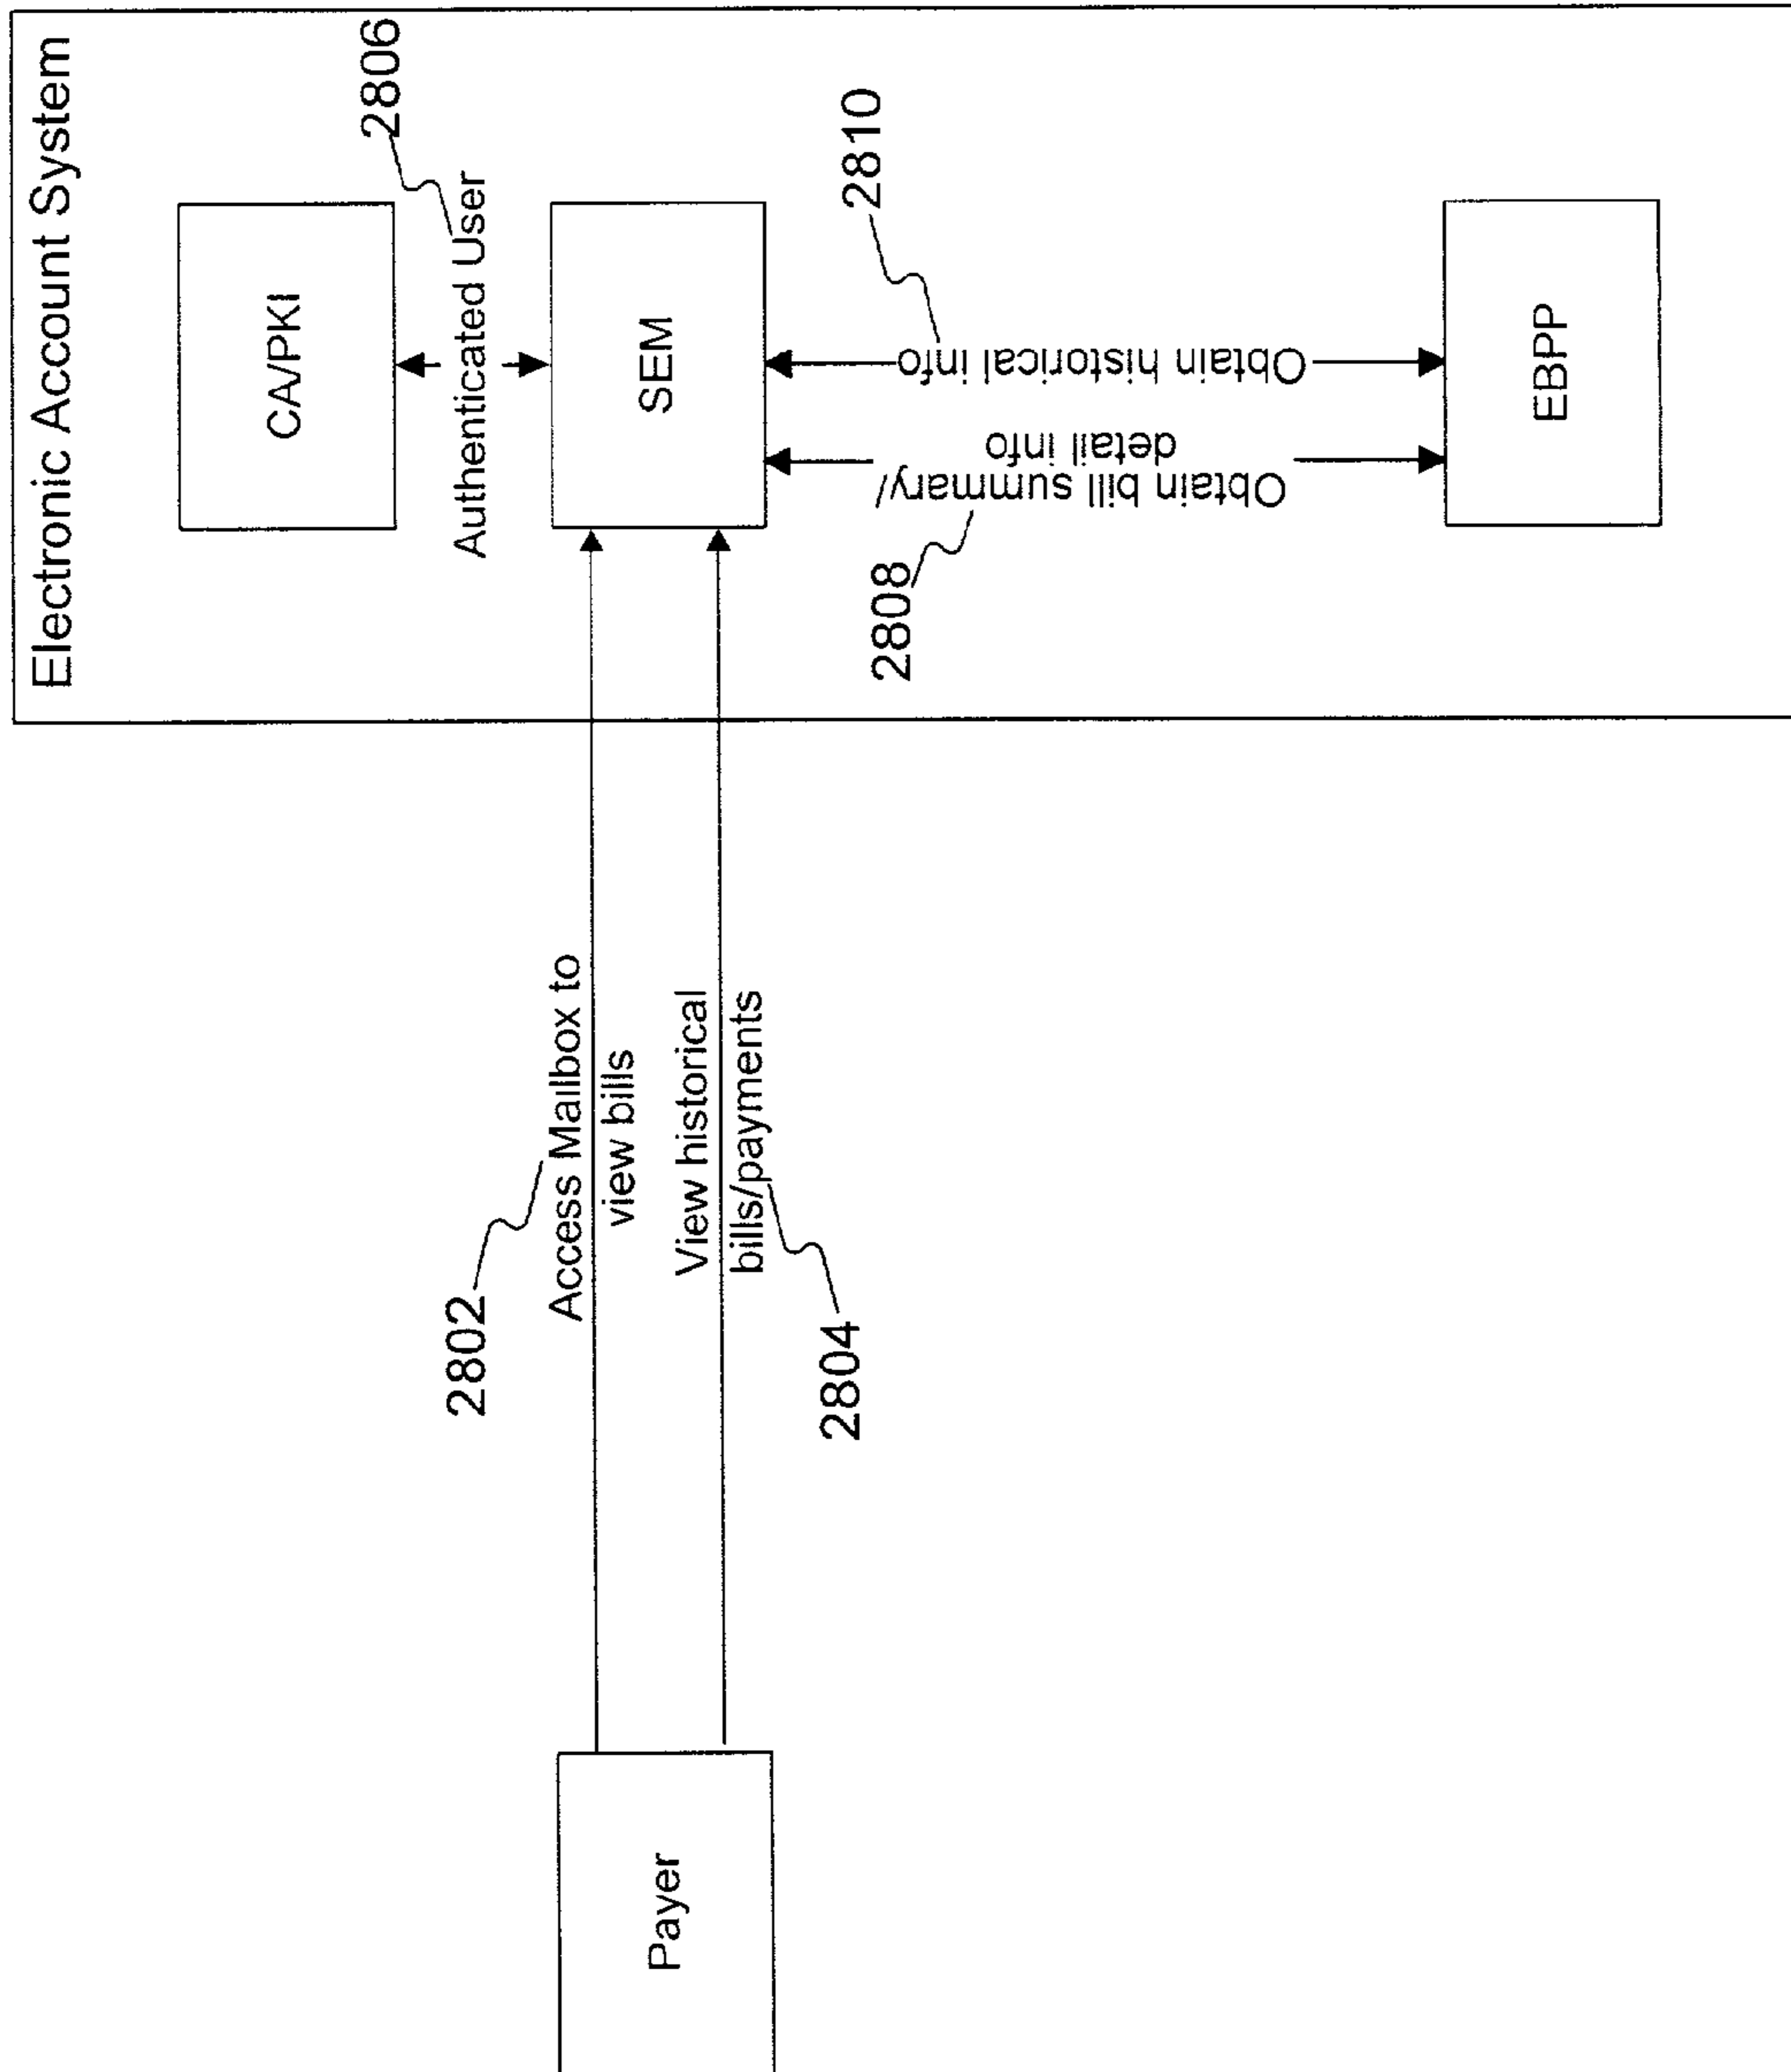 Electronic Account System
CA/PKI
2806
Authenticated User
2802
Access Mailbox to
view bills
SEM
Payer
View historical
bills/payments
2804
2808
Obtain bill summary/
detail info
Obtain historical info
2810
EBPP